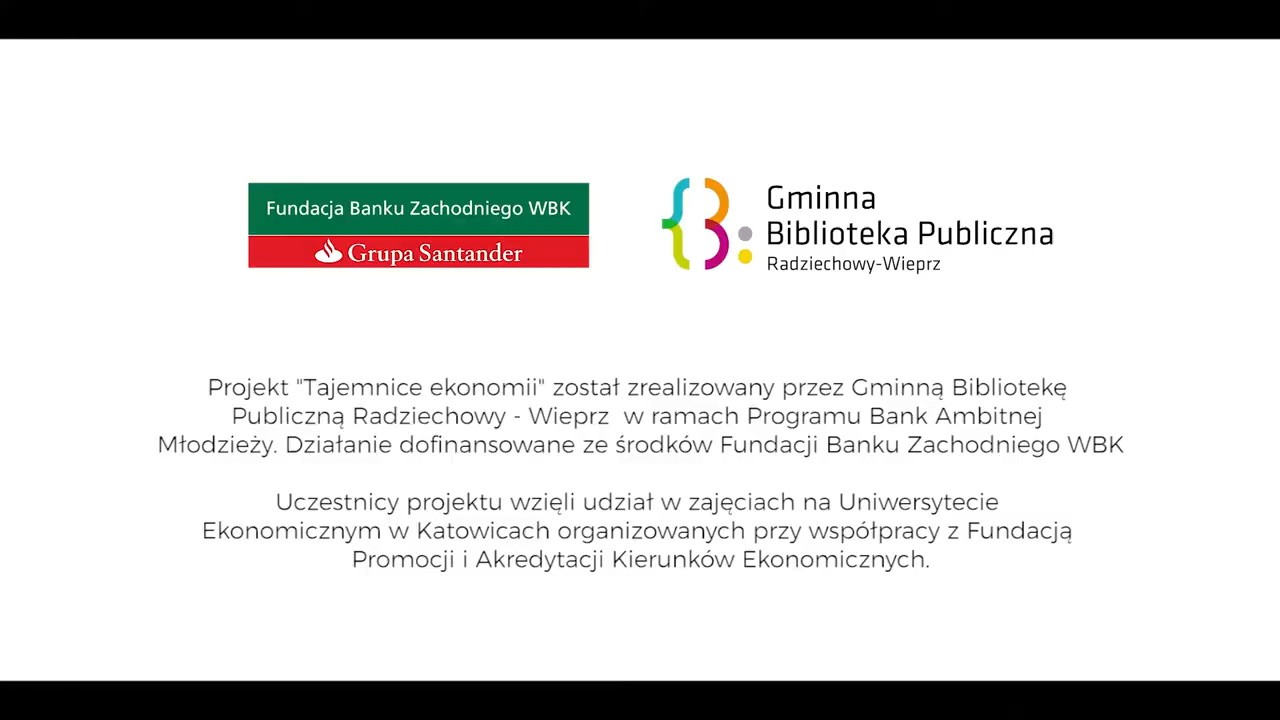 Fundacja Banku Zachodniego WBK
Grupa Santander
Gminna
Biblioteka Publiczna
Radziechowy-Wieprz
Projekt "Tajemnice ekonomii" został zrealizowany przez Gminną Bibliotekę
Publiczną Radziechowy - Wieprz w ramach Programu Bank Ambitnej
Młodzieży. Działanie dofinansowane ze środków Fundacji Banku Zachodniego WBK
Uczestnicy projektu wzięli udział w zajęciach na Uniwersytecie
Ekonomicznym w Katowicach organizowanych przy współpracy z Fundacją
Promocji i Akredytacji Kierunków Ekonomicznych.